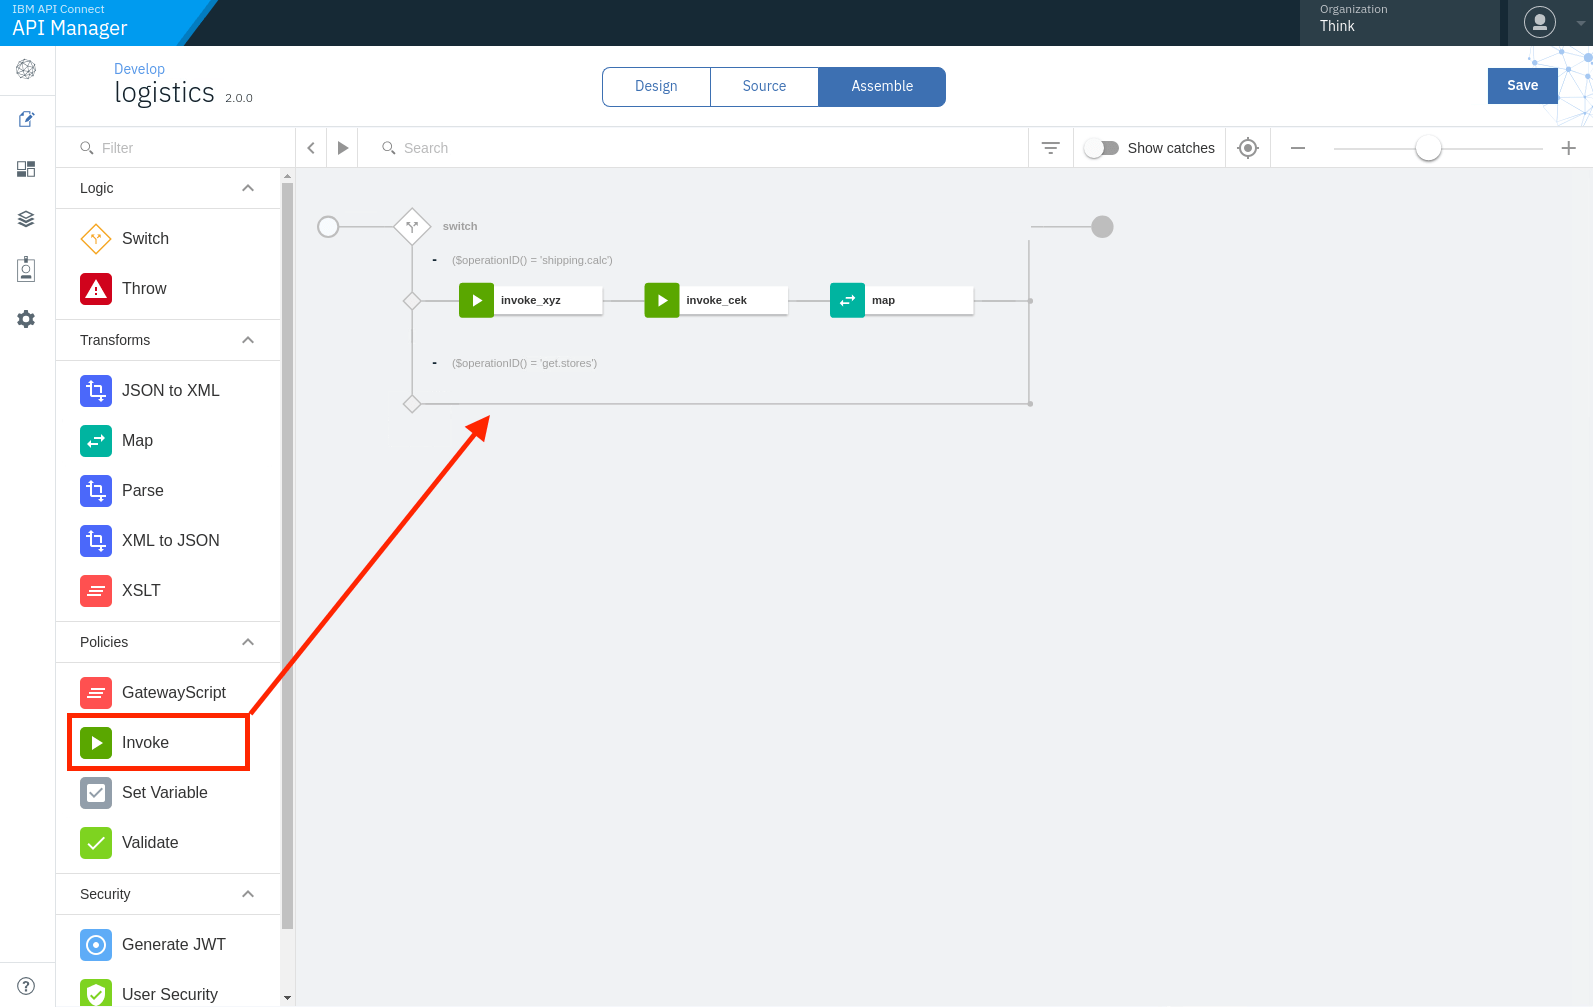 IBM API Connect
API Manager
Organization
Think
Develop
logistics 2.0.0
Design
Source
Assemble
Save
Filter
Search
Show catches
Logic
Switch
Throw
Transforms
JSON to XML
Map
Parse
XML to JSON
XSLT
Policies
GatewayScript
Invoke
Set Variable
Validate
Security
Generate JWT
User Security
switch
- ($operationID() = 'shipping.calc')
invoke_xyz
invoke_cek
map
- ($operationID() = 'get.stores')